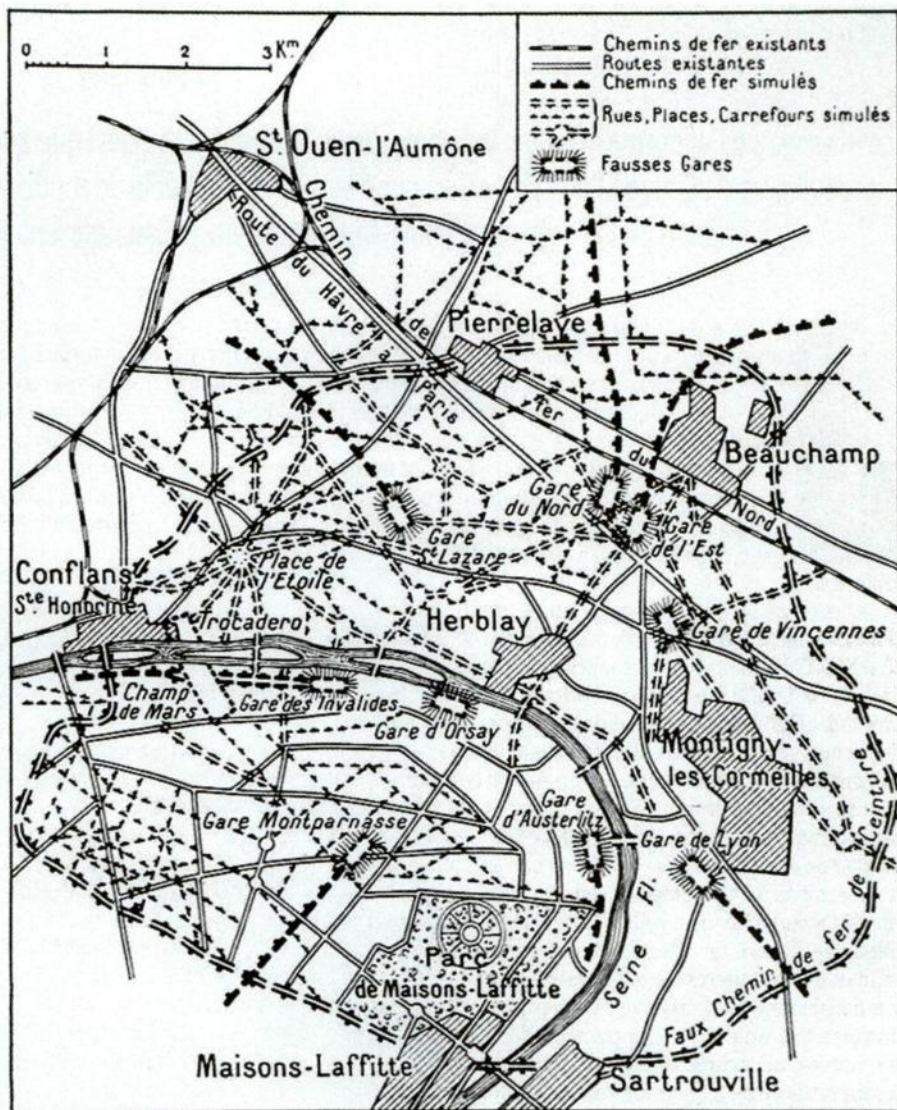 0 1 2 3 Km
Chemins de fer existants
Routes existantes
Chemins de fer simulés
Rues, Places, Carrefours simulés
Fausses Gares
St. Ouen-l'Aumône
Chemin de fer du Nord
Route du Hâvre à Paris
Pierrelaye
Beauchamp
Gare
du Nord
Gare
de l'Est
Gare
St Lazare
Place de
l'Etoile
Conflans
Ste. Honorine
Trocadero
Herblay
Gare de Vincennes
Champ
de Mars
Gare des Invalides
Gare d'Orsay
Montigny-
les-Cormeilles
Gare
d'Austerlitz
Gare Montparnasse
Gare de Lyon
Seine Fl.
Parc
de Maisons-Laffitte
Faux Chemin de fer de Ceinture
Maisons-Laffitte
Sartrouville